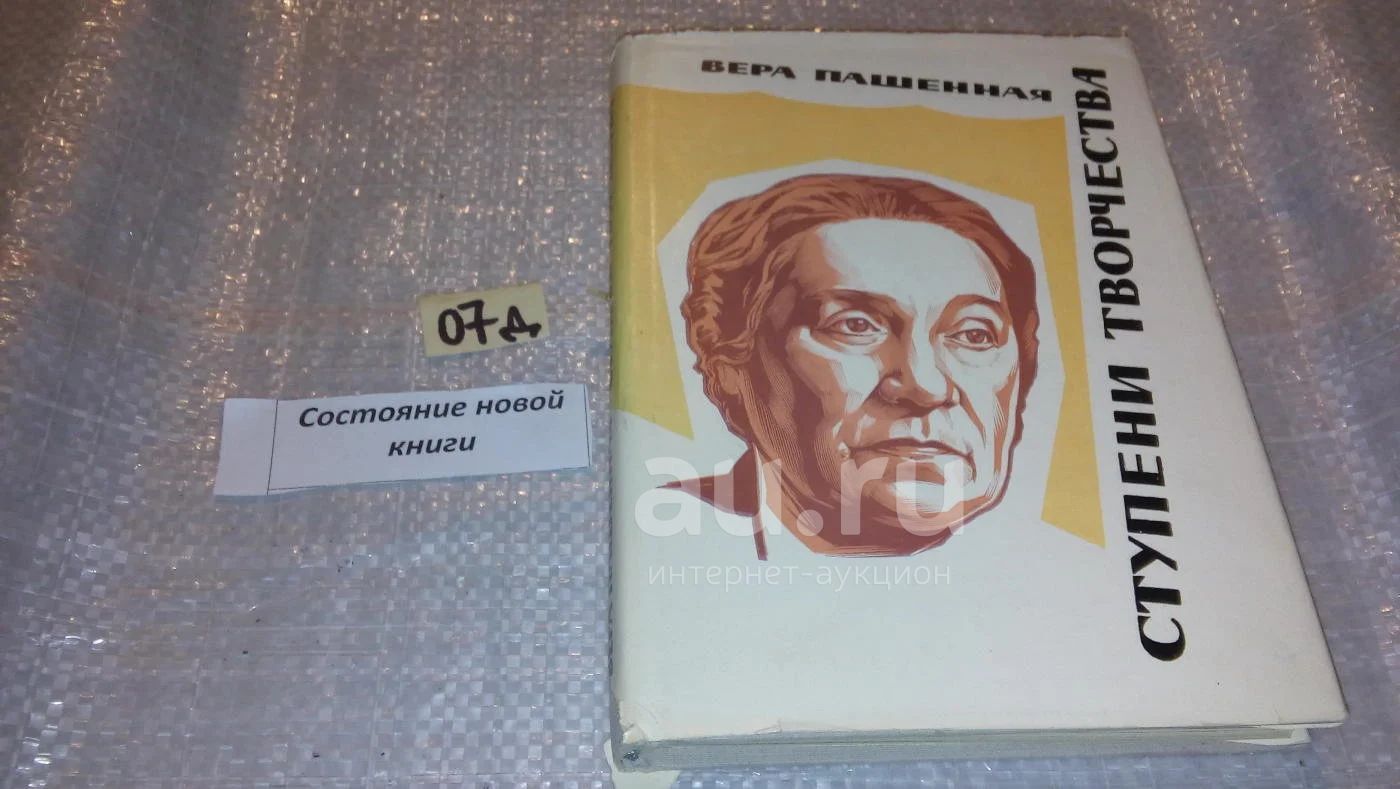 ВЕРА ПАШЕННАЯ
СТУПЕНИ ТВОРЧЕСТВА
07д
Состояние новой
книги
au.ru
интернет-аукцион